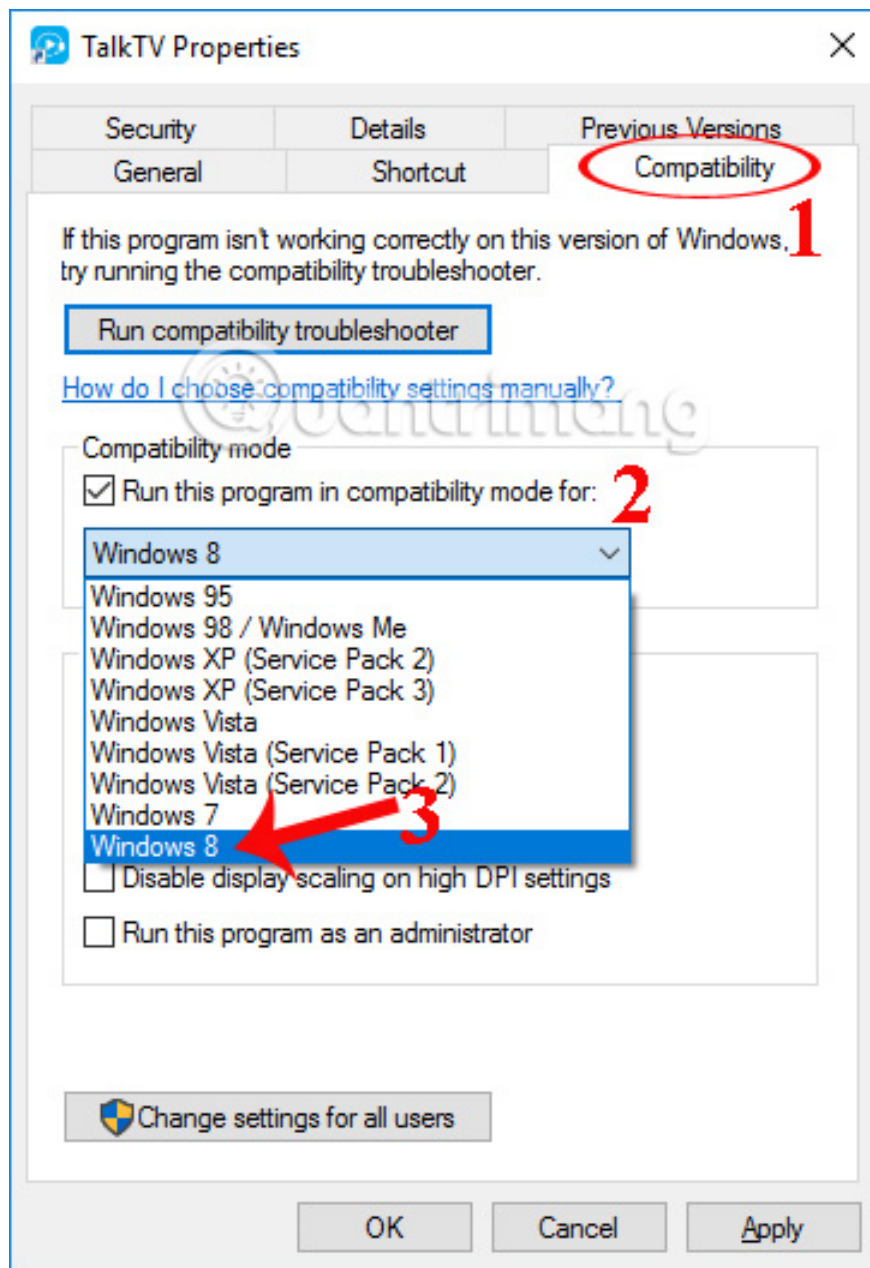 TalkTV Properties
Security Details Previous Versions
General Shortcut Compatibility
1
If this program isn't working correctly on this version of Windows,
try running the compatibility troubleshooter.
Run compatibility troubleshooter
How do I choose compatibility settings manually?
Quantrimang
Compatibility mode
Run this program in compatibility mode for: 2
Windows 8
Windows 95
Windows 98 / Windows Me
Windows XP (Service Pack 2)
Windows XP (Service Pack 3)
Windows Vista
Windows Vista (Service Pack 1)
Windows Vista (Service Pack 2)
Windows 7
3
Windows 8
Disable display scaling on high DPI settings
Run this program as an administrator
Change settings for all users
OK Cancel Apply